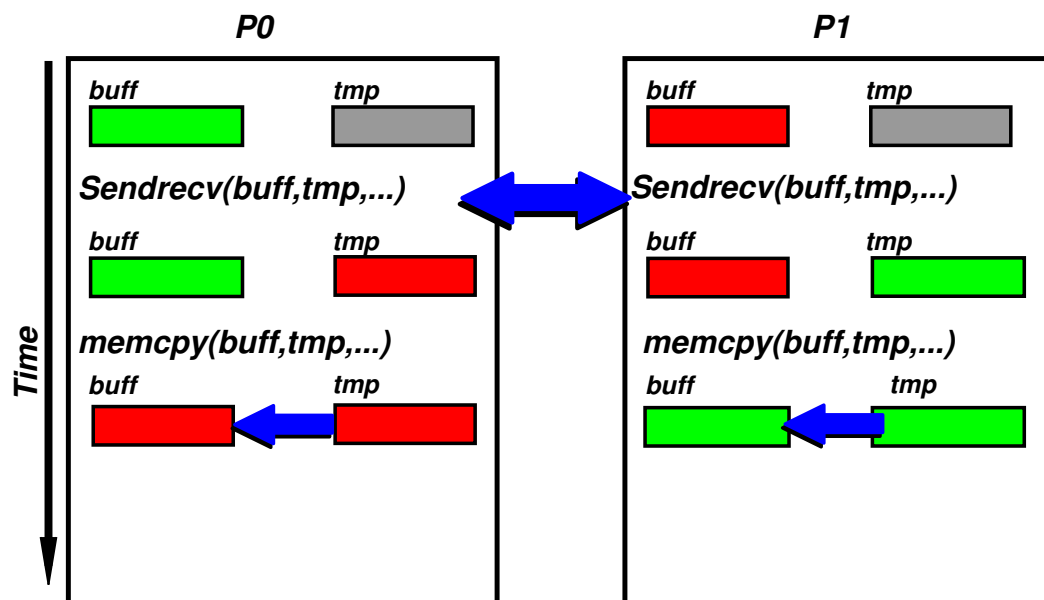 P0
P1
buff tmp
buff tmp
Sendrecv(buff,tmp,...)
Sendrecv(buff,tmp,...)
buff tmp
buff tmp
memcpy(buff,tmp,...)
memcpy(buff,tmp,...)
buff tmp
buff tmp
Time